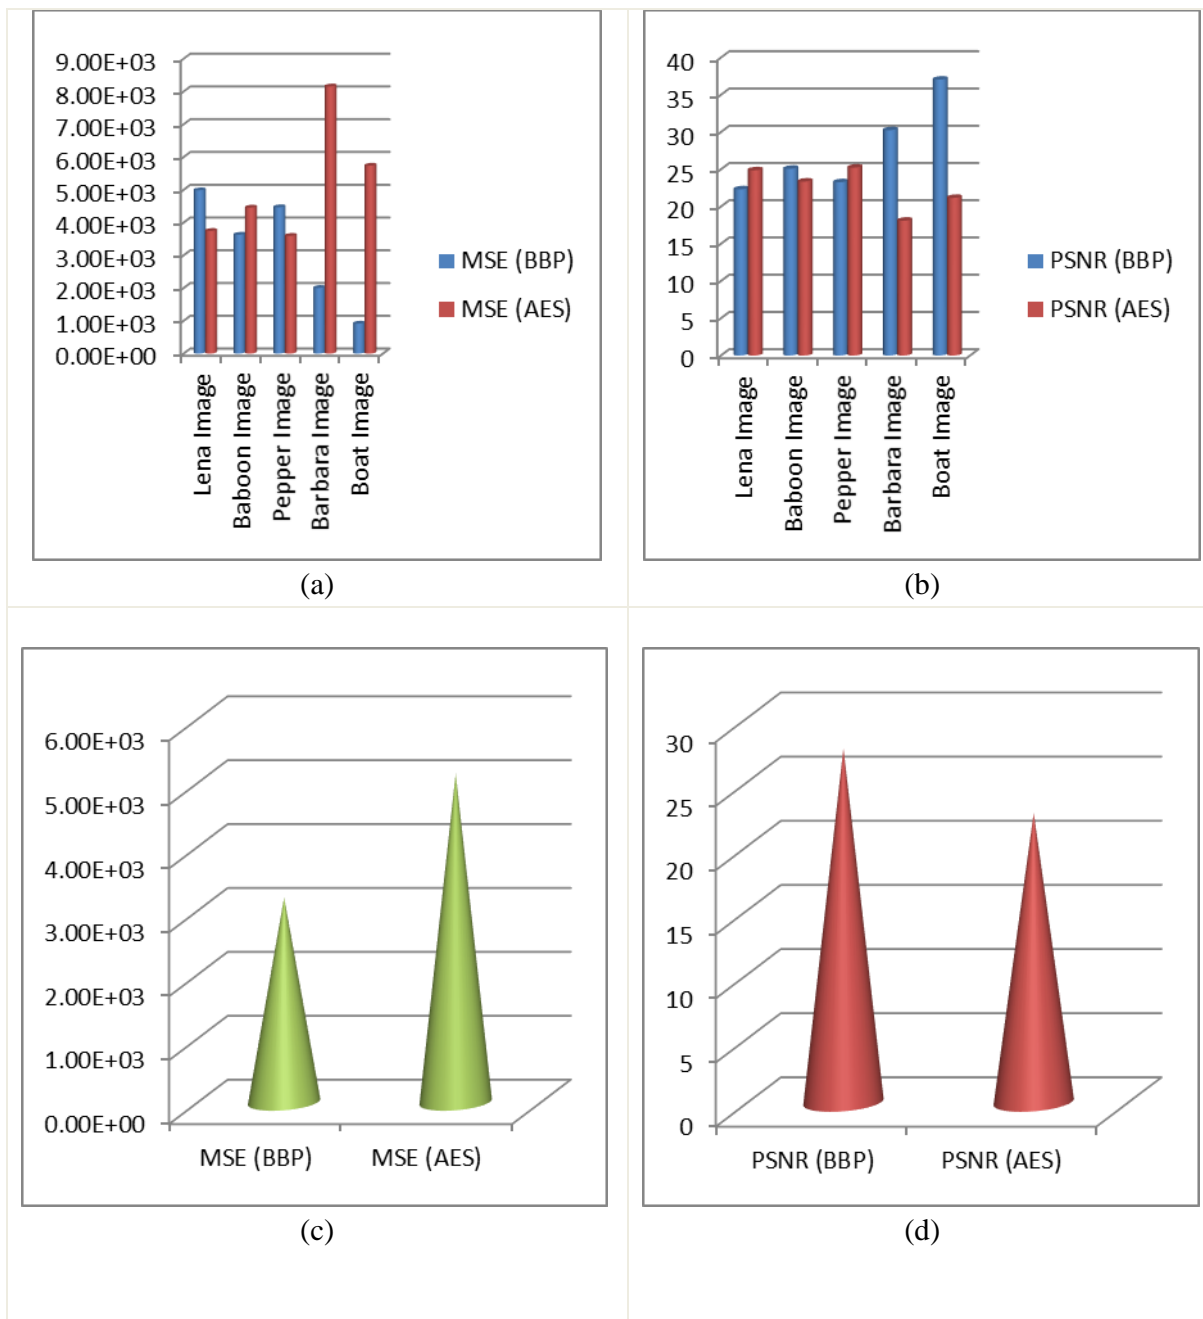 9.00E+03
8.00E+03
7.00E+03
6.00E+03
5.00E+03
4.00E+03
3.00E+03
2.00E+03
1.00E+03
0.00E+00
Lena Image
Baboon Image
Pepper Image
Barbara Image
Boat Image
MSE (BBP)
MSE (AES)
(a)
40
35
30
25
20
15
10
5
0
Lena Image
Baboon Image
Pepper Image
Barbara Image
Boat Image
PSNR (BBP)
PSNR (AES)
(b)
6.00E+03
5.00E+03
4.00E+03
3.00E+03
2.00E+03
1.00E+03
0.00E+00
MSE (BBP)
MSE (AES)
(c)
30
25
20
15
10
5
0
PSNR (BBP)
PSNR (AES)
(d)